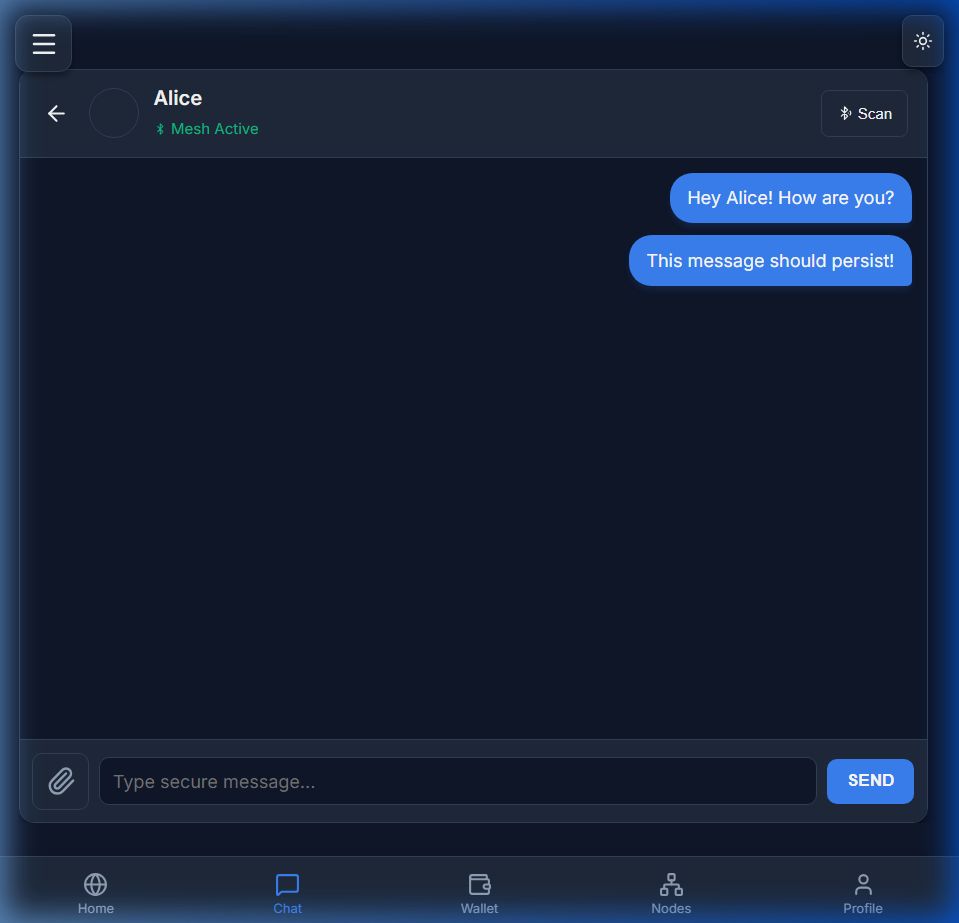 Alice
Mesh Active
Scan
Hey Alice! How are you?
This message should persist!
Type secure message...
SEND
Home
Chat
Wallet
Nodes
Profile